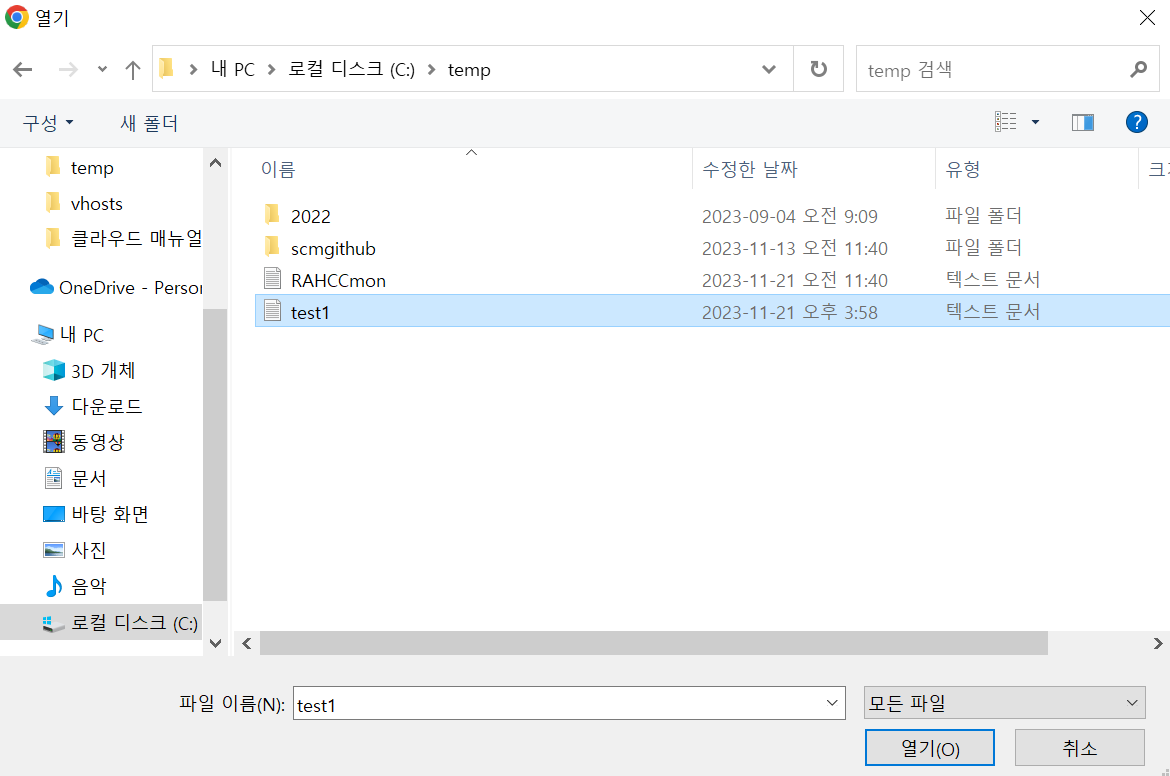 열기
내 PC > 로컬 디스크 (C:) > temp
temp 검색
구성
새 폴더
temp
vhosts
클라우드 매뉴얼
OneDrive - Person
내 PC
3D 개체
다운로드
동영상
문서
바탕 화면
사진
음악
로컬 디스크 (C:)
이름 수정한 날짜 유형
2022 2023-09-04 오전 9:09 파일 폴더
scmgithub 2023-11-13 오전 11:40 파일 폴더
RAHCCmon 2023-11-21 오전 11:40 텍스트 문서
test1 2023-11-21 오후 3:58 텍스트 문서
파일 이름(N): test1 모든 파일
열기(O) 취소